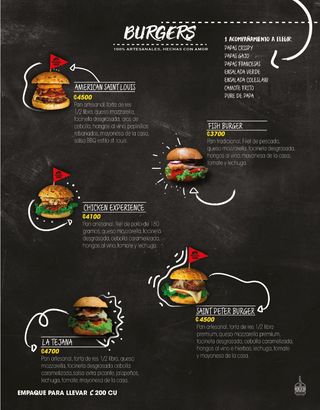 BURGERS
100% ARTESANALES, HECHAS CON AMOR
1 ACOMPAÑAMIENTO A ELEGIR
PAPAS CRISPY
PAPAS GAJO
PAPAS FRANCESAS
ENSALADA VERDE
ENSALADA COLESLAW
CAMOTE FRITO
PURE DE PAPA
AMERICAN SAINT LOUIS
₡4500
Pan artesanal, torta de res
1/2 libra, queso mozzarella,
tocineta desgrasada, aros de
cebolla, hongos al vino, pepinillos
rebanados, mayonesa de la casa,
salsa BBQ estilo st louis.
FISH BURGER
₡3700
Pan tradicional, Filet de pescado,
queso mozzarella, tocineta desgrasada,
hongos al vino, mayonesa de la casa,
tomate y lechuga.
CHICKEN EXPERIENCE
₡4100
Pan artesanal, filet de pollo de 180
gramos, queso mozzarella, tocineta
desgrasada, cebolla caramelizada,
hongos al vino, tomate y lechuga.
SAINT PETER BURGER
₡4500
Pan artesanal, torta de res 1/2 libra
premium, queso mozzarella premium,
tocineta desgrasada, cebolla caramelizada,
hongos al vino e hierbas, lechuga, tomate
y mayonesa de la casa.
LA TEJANA
₡4700
Pan artesanal, torta de res 1/2 libra, queso
mozzarella, tocineta desgrasada, cebolla
caramelizada, salsa extra picante, jalapeños,
lechuga, tomate, mayonesa de la casa.
EMPAQUE PARA LLEVAR ₡ 200 CU